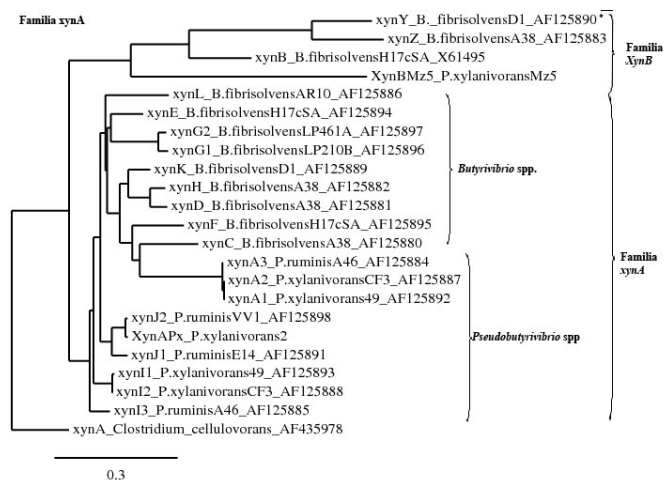 Familia xynA
xynY_B._fibrisolvensD1_AF125890*
xynZ_B.fibrisolvensA38_AF125883
Familia
XynB
xynB_B.fibrisolvensH17cSA_X61495
XynBMz5_P.xylanivoransMz5
xynL_B.fibrisolvensAR10_AF125886
xynE_B.fibrisolvensH17cSA_AF125894
xynG2_B.fibrisolvensLP461A_AF125897
xynG1_B.fibrisolvensLP210B_AF125896
xynK_B.fibrisolvensD1_AF125889
Butyrivibrio spp.
xynH_B.fibrisolvensA38_AF125882
xynD_B.fibrisolvensA38_AF125881
xynF_B.fibrisolvensH17cSA_AF125895
xynC_B.fibrisolvensA38_AF125880
Familia
xynA
xynA3_P.ruminisA46_AF125884
xynA2_P.xylanivoransCF3_AF125887
xynA1_P.xylanivorans49_AF125892
xynJ2_P.ruminisVV1_AF125898
XynAPx_P.xylanivorans2
Pseudobutyrivibrio spp
xynJ1_P.ruminisE14_AF125891
xynI1_P.xylanivorans49_AF125893
xynI2_P.xylanivoransCF3_AF125888
xynI3_P.ruminisA46_AF125885
xynA_Clostridium_cellulovorans_AF435978
0.3